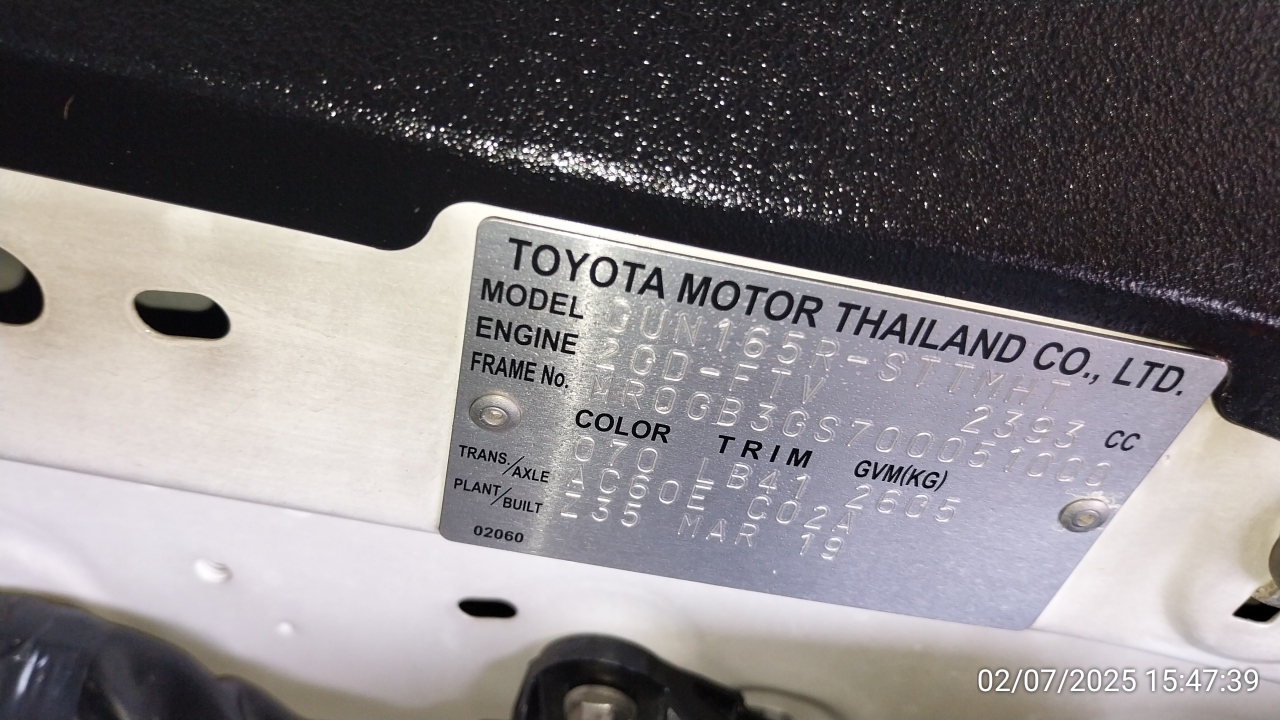 TOYOTA MOTOR THAILAND CO., LTD.
MODEL GUN165R-STTMHT
ENGINE 2GD-FTV 2393 CC
FRAME No. MR0GB3GS700051000
COLOR TRIM GVM(KG)
070 LB41 2605
TRANS/AXLE AC60E C02A
PLANT/BUILT -35 MAR 19
02060
02/07/2025 15:47:39